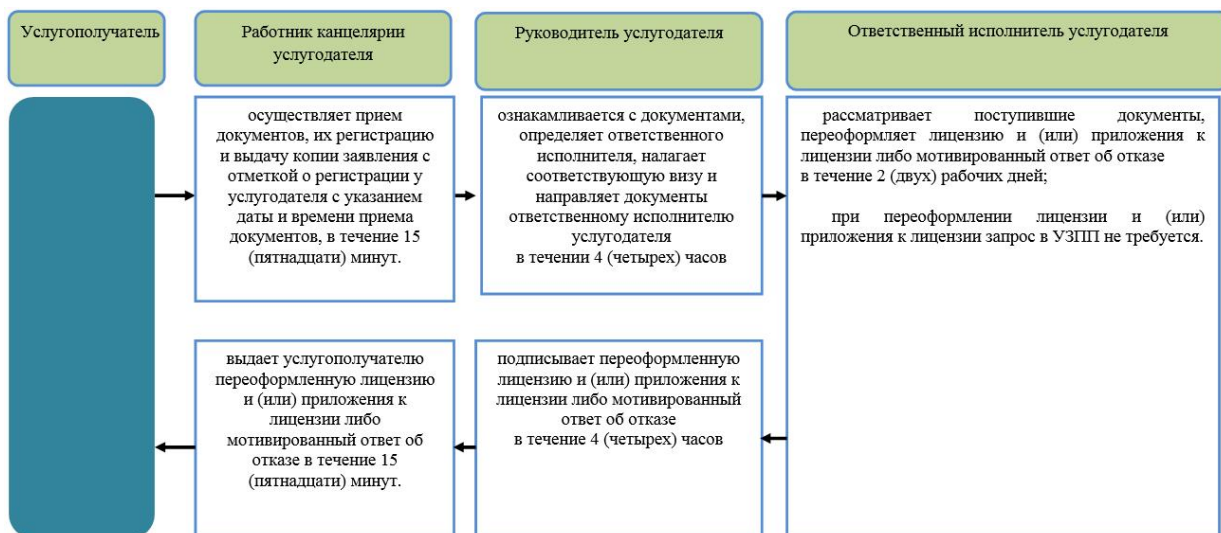 Услугополучатель
Работник канцелярии
услугодателя
Руководитель услугодателя
Ответственный исполнитель услугодателя
осуществляет прием
документов, их регистрацию
и выдачу копии заявления с
отметкой о регистрации у
услугодателя с указанием
даты и времени приема
документов, в течение 15
(пятнадцати) минут.
ознакамливается с документами,
определяет ответственного
исполнителя, налагает
соответствующую визу и
направляет документы
ответственному исполнителю
услугодателя
в течении 4 (четырех) часов
рассматривает поступившие документы,
переоформляет лицензию и (или) приложения к
лицензии либо мотивированный ответ об отказе
в течение 2 (двух) рабочих дней;
при переоформлении лицензии и (или)
приложения к лицензии запрос в УЗПП не требуется.
выдает услугополучателю
переоформленную лицензию
и (или) приложения к
лицензии либо
мотивированный ответ об
отказе в течение 15
(пятнадцати) минут.
подписывает переоформленную
лицензию и (или) приложения к
лицензии либо мотивированный
ответ об отказе
в течение 4 (четырех) часов